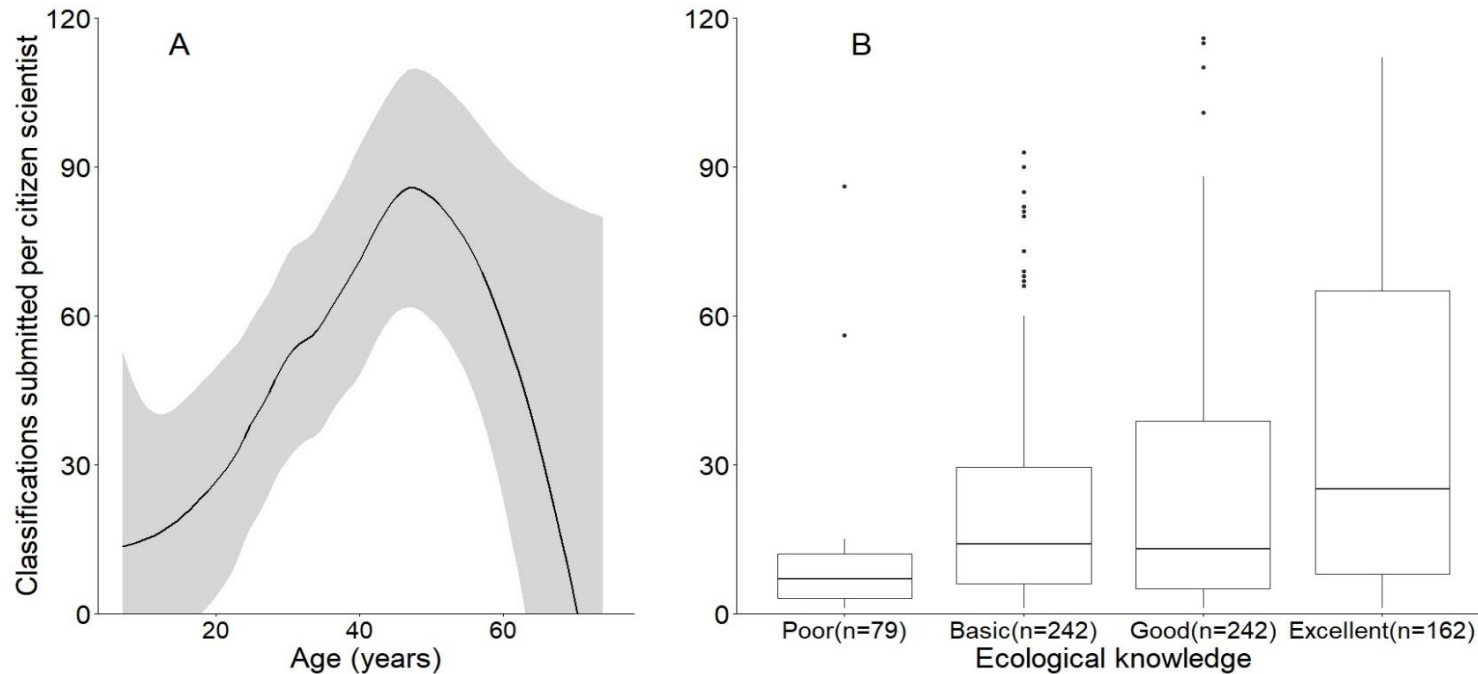 A
B
Classifications submitted per citizen scientist
120
90
60
30
0
20 40 60
Age (years)
120
90
60
30
0
Poor(n=79) Basic(n=242) Good(n=242) Excellent(n=162)
Ecological knowledge